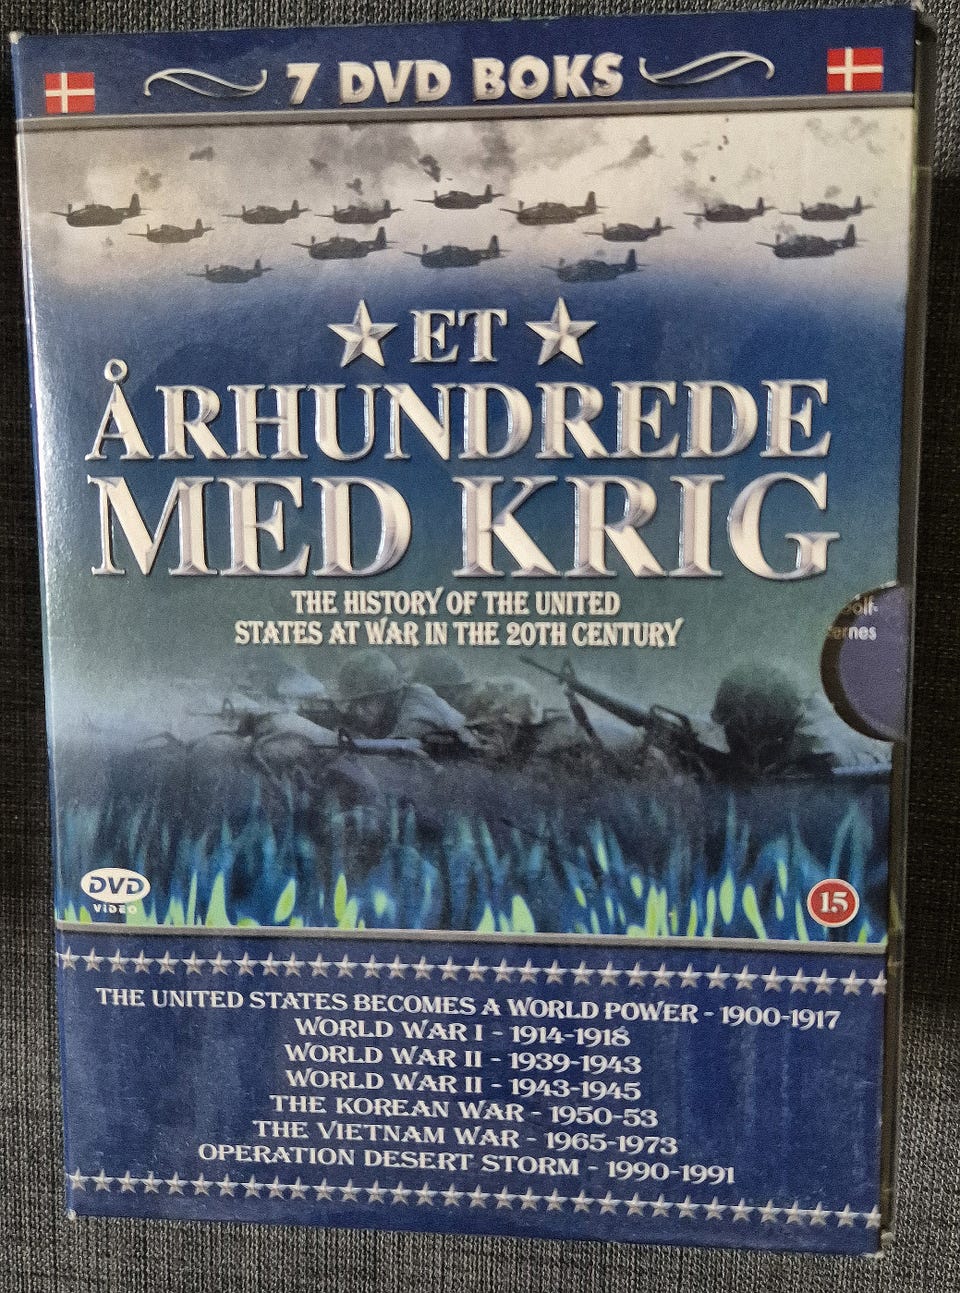 7 DVD BOKS
ET
ÅRHUNDREDE
MED KRIG
THE HISTORY OF THE UNITED
STATES AT WAR IN THE 20TH CENTURY
DVD
VIDEO
15
THE UNITED STATES BECOMES A WORLD POWER - 1900-1917
WORLD WAR I - 1914-1918
WORLD WAR II - 1939-1943
WORLD WAR II - 1943-1945
THE KOREAN WAR - 1950-53
THE VIETNAM WAR - 1965-1973
OPERATION DESERT STORM - 1990-1991